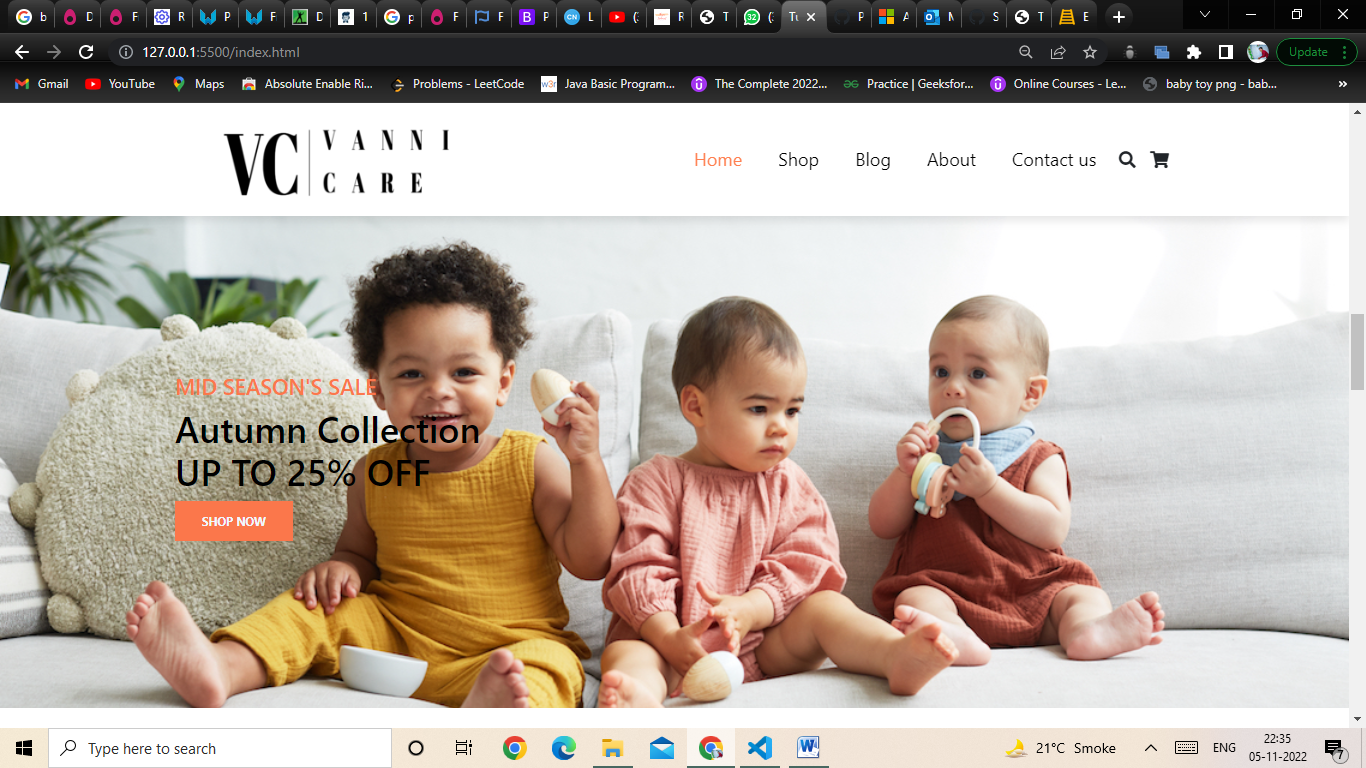 b
D
F
R
P
F
D
1
p
F
F
P
L
(3
R
T
(3
Tu
P
A
M
S
T
E
127.0.0.1:5500/index.html
Update
Gmail
YouTube
Maps
Absolute Enable Ri...
Problems - LeetCode
Java Basic Program...
The Complete 2022...
Practice | Geeksfor...
Online Courses - Le...
baby toy png - bab...
VC VANNI
CARE
Home
Shop
Blog
About
Contact us
MID SEASON'S SALE
Autumn Collection
UP TO 25% OFF
SHOP NOW
Type here to search
21°C Smoke
ENG
22:35
05-11-2022
7